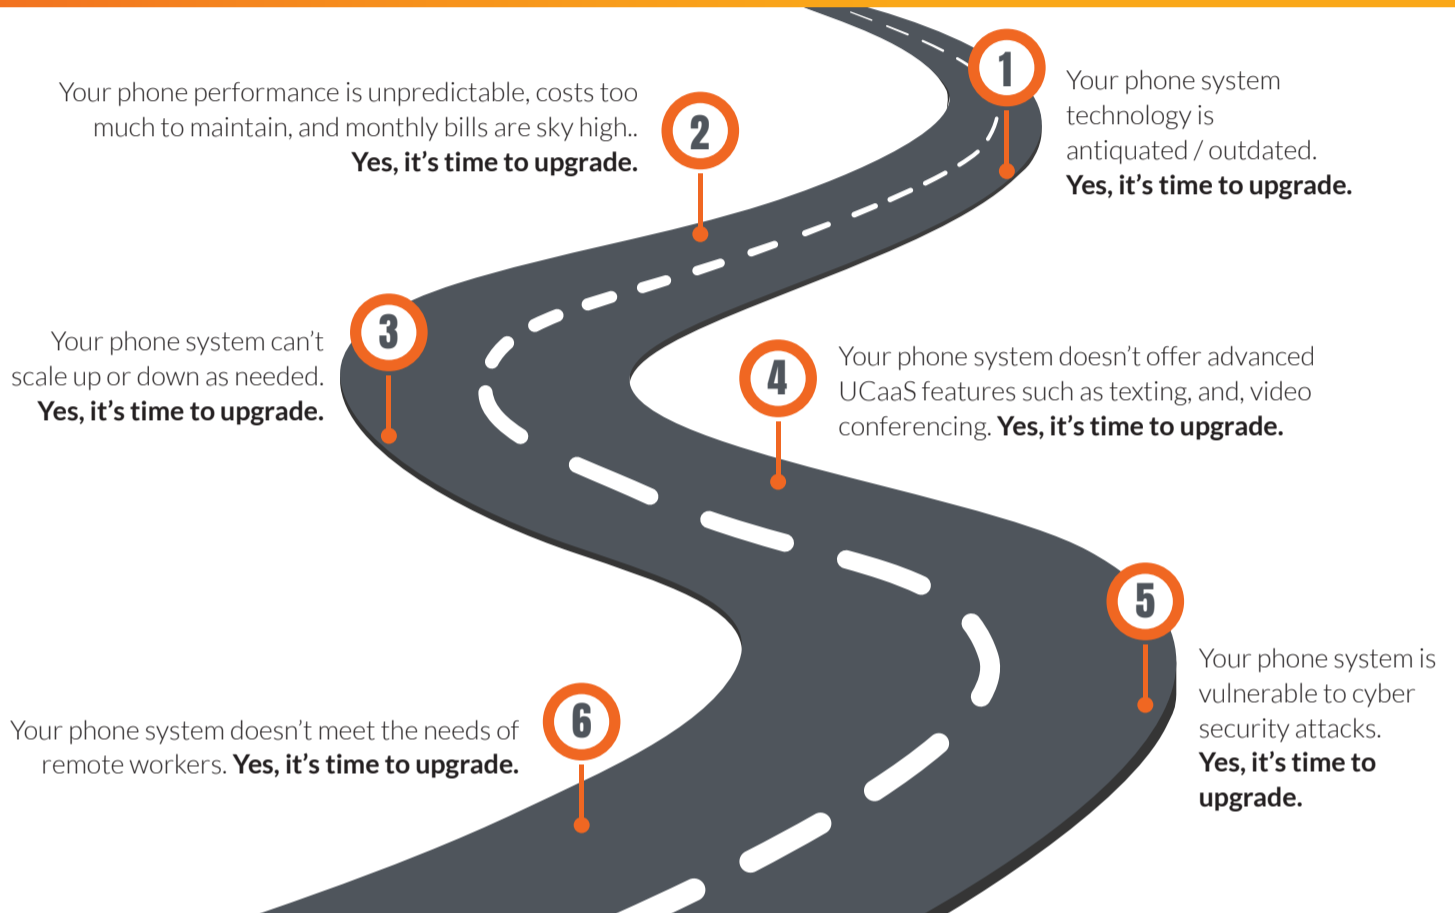 1
Your phone system
technology is
antiquated / outdated.
Yes, it’s time to upgrade.
2
Your phone performance is unpredictable, costs too
much to maintain, and monthly bills are sky high..
Yes, it’s time to upgrade.
3
Your phone system can’t
scale up or down as needed.
Yes, it’s time to upgrade.
4
Your phone system doesn’t offer advanced
UCaaS features such as texting, and, video
conferencing. Yes, it’s time to upgrade.
5
Your phone system is
vulnerable to cyber
security attacks.
Yes, it’s time to
upgrade.
6
Your phone system doesn’t meet the needs of
remote workers. Yes, it’s time to upgrade.